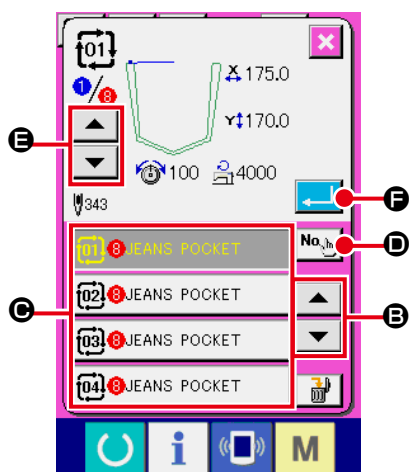 01
1/8
X 175.0
Y 170.0
E
100
4000
343
F
No.
D
01 8 JEANS POCKET
02 8 JEANS POCKET
C
B
03 8 JEANS POCKET
04 8 JEANS POCKET
i
M